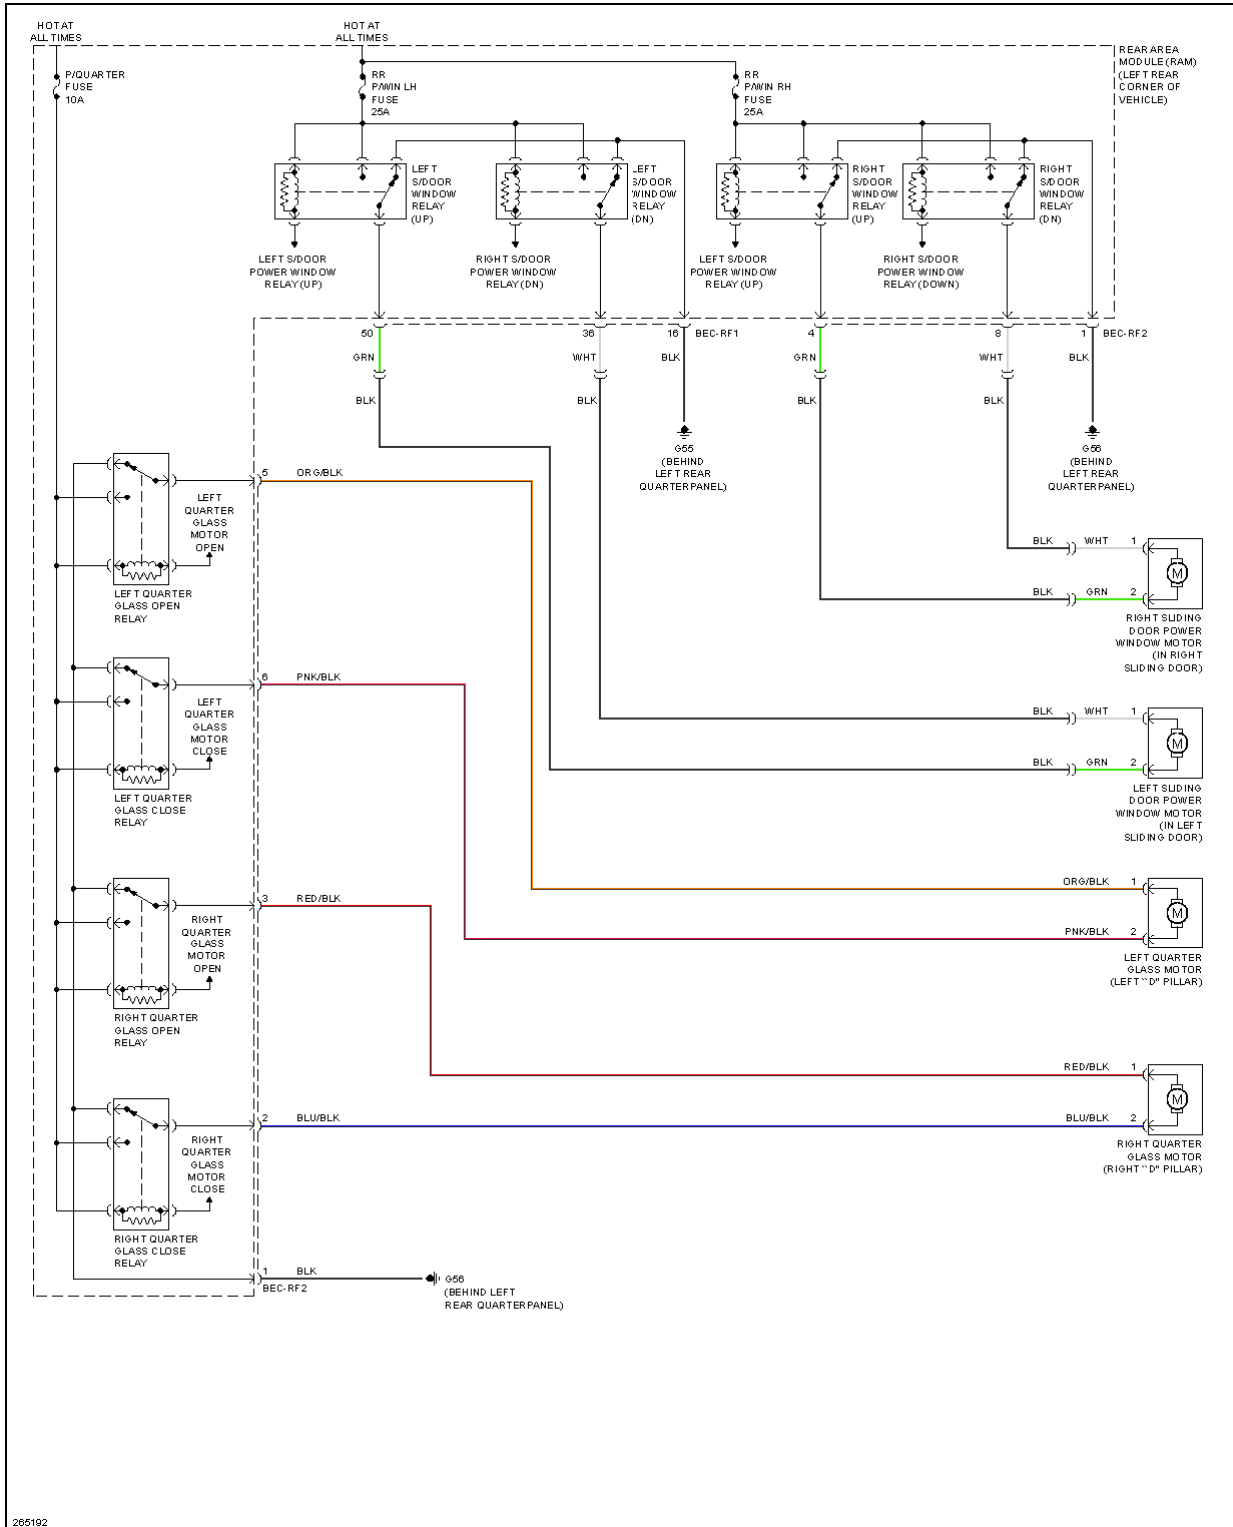 HOT AT
ALL TIMES
HOT AT
ALL TIMES
P/QUARTER
FUSE
10A
RR
P/WIN LH
FUSE
25A
RR
P/WIN RH
FUSE
25A
REAR AREA
MODULE (RAM)
(LEFT REAR
CORNER OF
VEHICLE)
LEFT
S/DOOR
WINDOW
RELAY
(UP)
LEFT
S/DOOR
WINDOW
RELAY
(DN)
RIGHT
S/DOOR
WINDOW
RELAY
(UP)
RIGHT
S/DOOR
WINDOW
RELAY
(DN)
LEFT S/DOOR
POWER WINDOW
RELAY (UP)
RIGHT S/DOOR
POWER WINDOW
RELAY (DN)
LEFT S/DOOR
POWER WINDOW
RELAY (UP)
RIGHT S/DOOR
POWER WINDOW
RELAY (DOWN)
50
36
16
BEC-RF1
4
8
1
BEC-RF2
GRN
WHT
BLK
GRN
WHT
BLK
BLK
BLK
BLK
BLK
G55
(BEHIND
LEFT REAR
QUARTERPANEL)
G56
(BEHIND
LEFT REAR
QUARTERPANEL)
5
ORG/BLK
LEFT
QUARTER
GLASS
MOTOR
OPEN
LEFT QUARTER
GLASS OPEN
RELAY
BLK
WHT
1
M
BLK
GRN
2
RIGHT SLIDING
DOOR POWER
WINDOW MOTOR
(IN RIGHT
SLIDING DOOR)
6
PNK/BLK
LEFT
QUARTER
GLASS
MOTOR
CLOSE
LEFT QUARTER
GLASS CLOSE
RELAY
BLK
WHT
1
M
BLK
GRN
2
LEFT SLIDING
DOOR POWER
WINDOW MOTOR
(IN LEFT
SLIDING DOOR)
3
RED/BLK
RIGHT
QUARTER
GLASS
MOTOR
OPEN
RIGHT QUARTER
GLASS OPEN
RELAY
ORG/BLK
1
M
PNK/BLK
2
LEFT QUARTER
GLASS MOTOR
(LEFT ``D" PILLAR)
RED/BLK
1
M
2
BLU/BLK
BLU/BLK
2
RIGHT QUARTER
GLASS MOTOR
(RIGHT ``D" PILLAR)
RIGHT
QUARTER
GLASS
MOTOR
CLOSE
RIGHT QUARTER
GLASS CLOSE
RELAY
1
BLK
BEC-RF2
G56
(BEHIND LEFT
REAR QUARTERPANEL)
265192